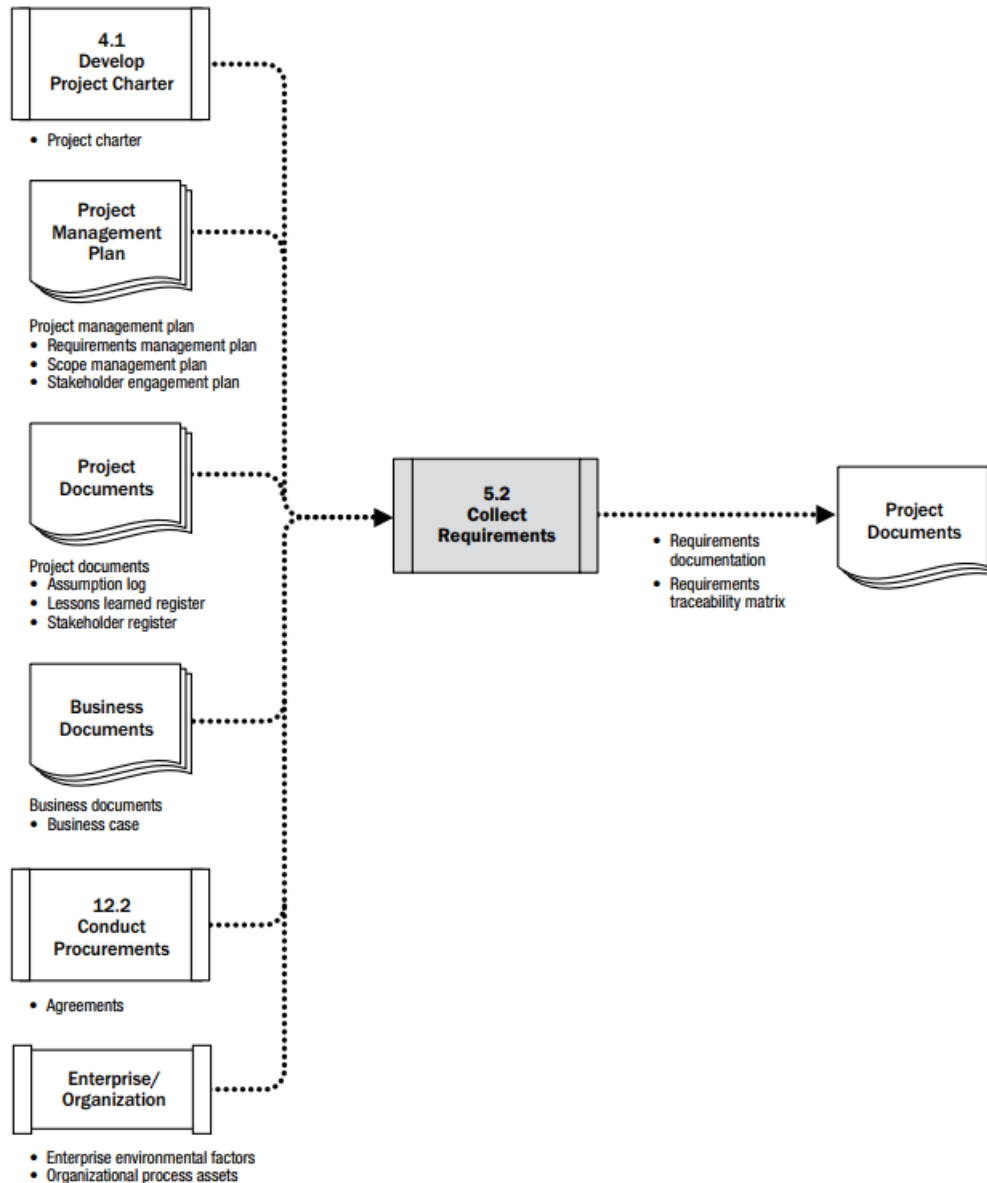 4.1
Develop
Project Charter
• Project charter
Project
Management
Plan
Project management plan
• Requirements management plan
• Scope management plan
• Stakeholder engagement plan
Project
Documents
Project documents
• Assumption log
• Lessons learned register
• Stakeholder register
Business
Documents
Business documents
• Business case
12.2
Conduct
Procurements
• Agreements
Enterprise/
Organization
• Enterprise environmental factors
• Organizational process assets
5.2
Collect
Requirements
• Requirements
documentation
• Requirements
traceability matrix
Project
Documents